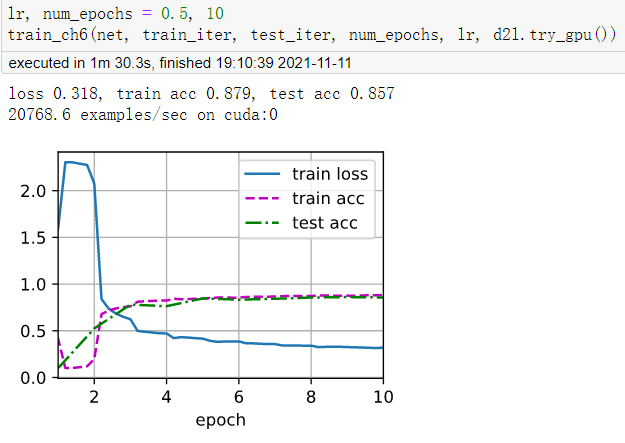 lr, num_epochs = 0.5, 10
train_ch6(net, train_iter, test_iter, num_epochs, lr, d2l.try_gpu())
executed in 1m 30.3s, finished 19:10:39 2021-11-11
loss 0.318, train acc 0.879, test acc 0.857
20768.6 examples/sec on cuda:0
train loss
train acc
test acc
2.0
1.5
1.0
0.5
0.0
2 4 6 8 10
epoch